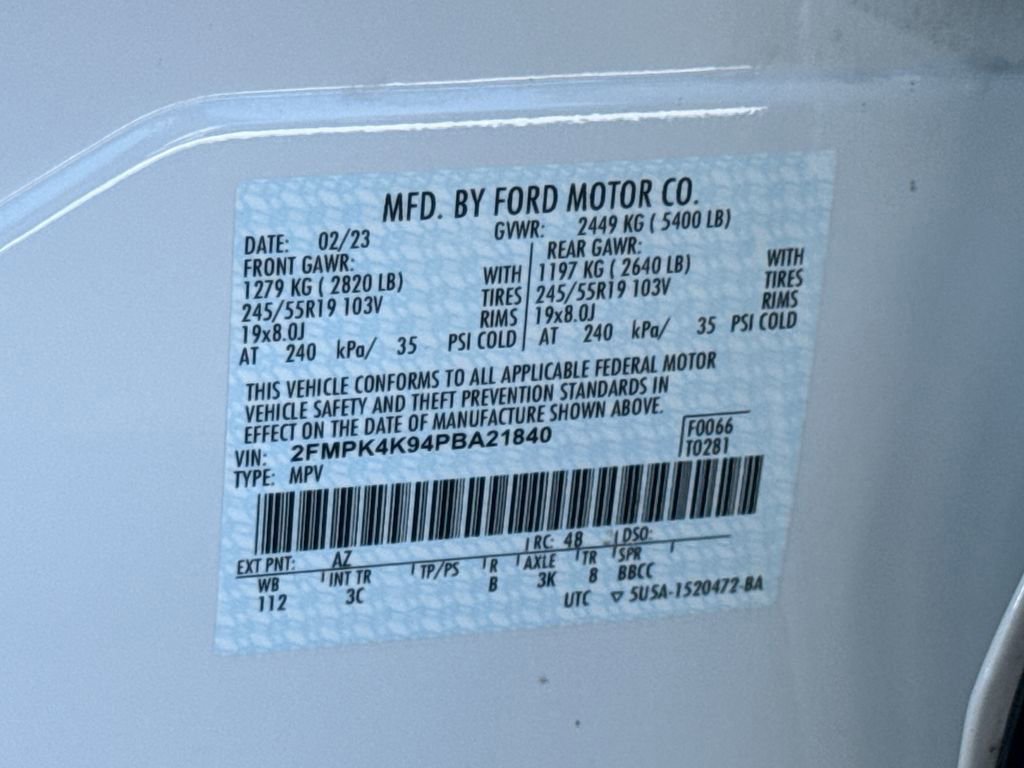 MFD. BY FORD MOTOR CO.
DATE: 02/23 GVWR: 2449 KG ( 5400 LB)
FRONT GAWR: REAR GAWR:
1279 KG ( 2820 LB) WITH 1197 KG ( 2640 LB) WITH
245/55R19 103V TIRES 245/55R19 103V TIRES
19x8.0J RIMS 19x8.0J RIMS
AT 240 kPa/ 35 PSI COLD AT 240 kPa/ 35 PSI COLD
THIS VEHICLE CONFORMS TO ALL APPLICABLE FEDERAL MOTOR
VEHICLE SAFETY AND THEFT PREVENTION STANDARDS IN
EFFECT ON THE DATE OF MANUFACTURE SHOWN ABOVE.
VIN: 2FMPK4K94PBA21840 F0066
TYPE: MPV T0281
EXT PNT: AZ RC: 48 DSO:
WB INT TR TP/PS R AXLE TR SPR
112 3C B 3K 8 BBCC
UTC ▽ 5U5A-1520472-BA